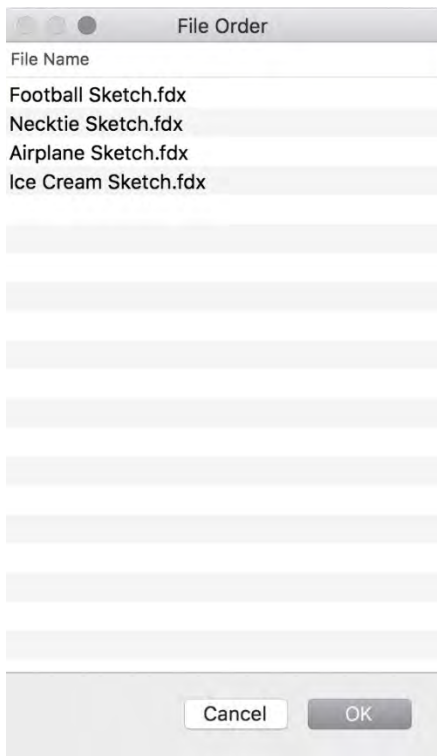 File Order
File Name
Football Sketch.fdx
Necktie Sketch.fdx
Airplane Sketch.fdx
Ice Cream Sketch.fdx
Cancel OK